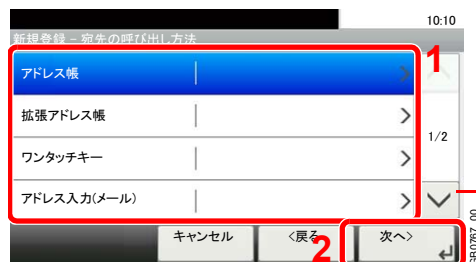 10:10
新規登録 - 宛先の呼び出し方法
1
アドレス帳
拡張アドレス帳
1/2
ワンタッチキー
アドレス入力(メール)
キャンセル
<戻る
2
次へ>